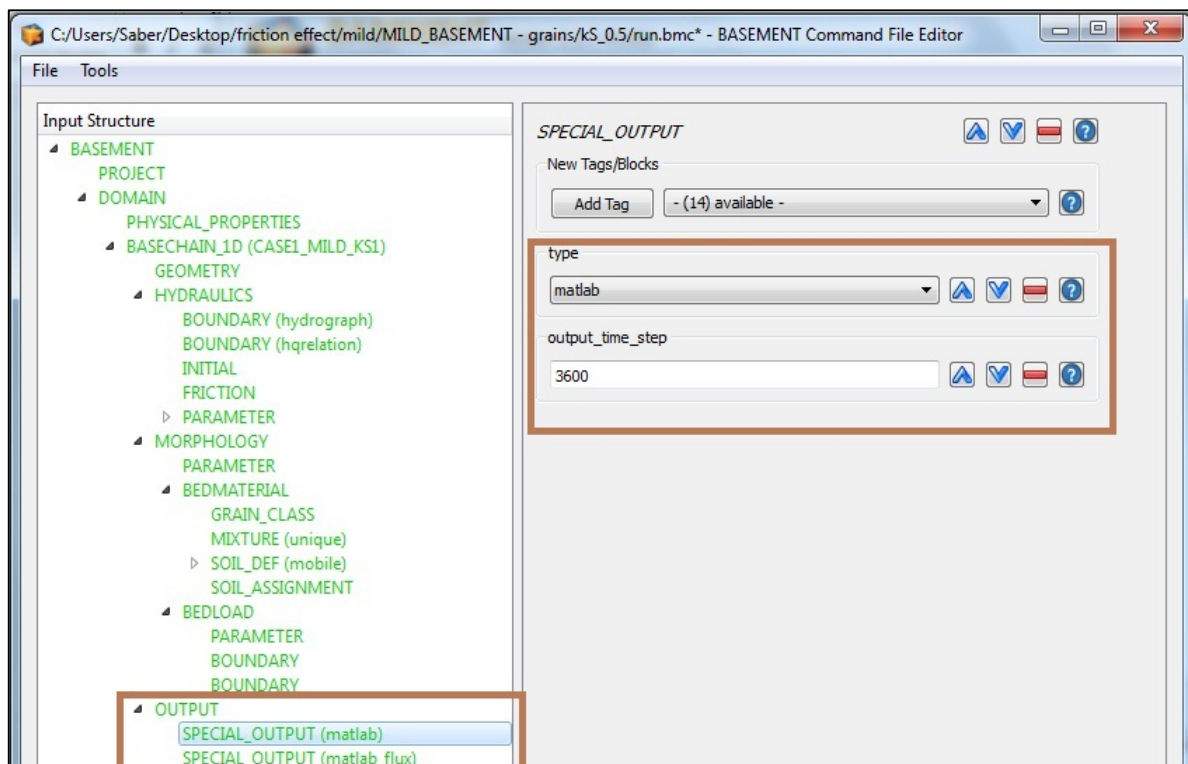 C:/Users/Saber/Desktop/friction effect/mild/MILD_BASEMENT - grains/kS_0.5/run.bmc* - BASEMENT Command File Editor
File Tools
Input Structure
BASEMENT
PROJECT
DOMAIN
PHYSICAL_PROPERTIES
BASECHAIN_1D (CASE1_MILD_KS1)
GEOMETRY
HYDRAULICS
BOUNDARY (hydrograph)
BOUNDARY (hqrelation)
INITIAL
FRICTION
PARAMETER
MORPHOLOGY
PARAMETER
BEDMATERIAL
GRAIN_CLASS
MIXTURE (unique)
SOIL_DEF (mobile)
SOIL_ASSIGNMENT
BEDLOAD
PARAMETER
BOUNDARY
BOUNDARY
OUTPUT
SPECIAL_OUTPUT (matlab)
SPECIAL_OUTPUT (matlab_flux)
SPECIAL_OUTPUT
New Tags/Blocks
Add Tag - (14) available -
type
matlab
output_time_step
3600